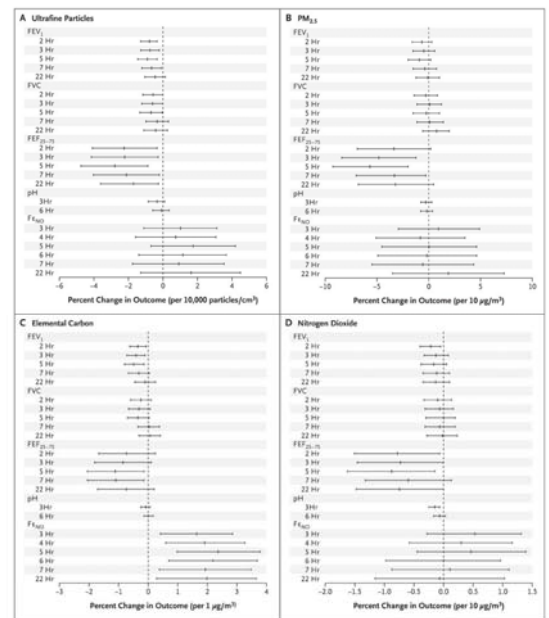 A Ultrafine Particles
FEV1
2 Hr
3 Hr
5 Hr
7 Hr
22 Hr
FVC
2 Hr
3 Hr
5 Hr
7 Hr
22 Hr
FEF25–75
2 Hr
3 Hr
5 Hr
7 Hr
22 Hr
pH
3Hr
6 Hr
FENO
3 Hr
4 Hr
5 Hr
6 Hr
7 Hr
22 Hr
−6 −4 −2 0 2 4 6
Percent Change in Outcome (per 10,000 particles/cm³)
B PM2.5
FEV1
2 Hr
3 Hr
5 Hr
7 Hr
22 Hr
FVC
2 Hr
3 Hr
5 Hr
7 Hr
22 Hr
FEF25–75
2 Hr
3 Hr
5 Hr
7 Hr
22 Hr
pH
3Hr
6 Hr
FENO
3 Hr
4 Hr
5 Hr
6 Hr
7 Hr
22 Hr
−10 −5 0 5 10
Percent Change in Outcome (per 10 μg/m³)
C Elemental Carbon
FEV1
2 Hr
3 Hr
5 Hr
7 Hr
22 Hr
FVC
2 Hr
3 Hr
5 Hr
7 Hr
22 Hr
FEF25–75
2 Hr
3 Hr
5 Hr
7 Hr
22 Hr
pH
3Hr
6 Hr
FENO
3 Hr
4 Hr
5 Hr
6 Hr
7 Hr
22 Hr
−3 −2 −1 0 1 2 3 4
Percent Change in Outcome (per 1 μg/m³)
D Nitrogen Dioxide
FEV1
2 Hr
3 Hr
5 Hr
7 Hr
22 Hr
FVC
2 Hr
3 Hr
5 Hr
7 Hr
22 Hr
FEF25–75
2 Hr
3 Hr
5 Hr
7 Hr
22 Hr
pH
3Hr
6 Hr
FENO
3 Hr
4 Hr
5 Hr
6 Hr
7 Hr
22 Hr
−2.0 −1.5 −1.0 −0.5 0.0 0.5 1.0 1.5
Percent Change in Outcome (per 10 μg/m³)